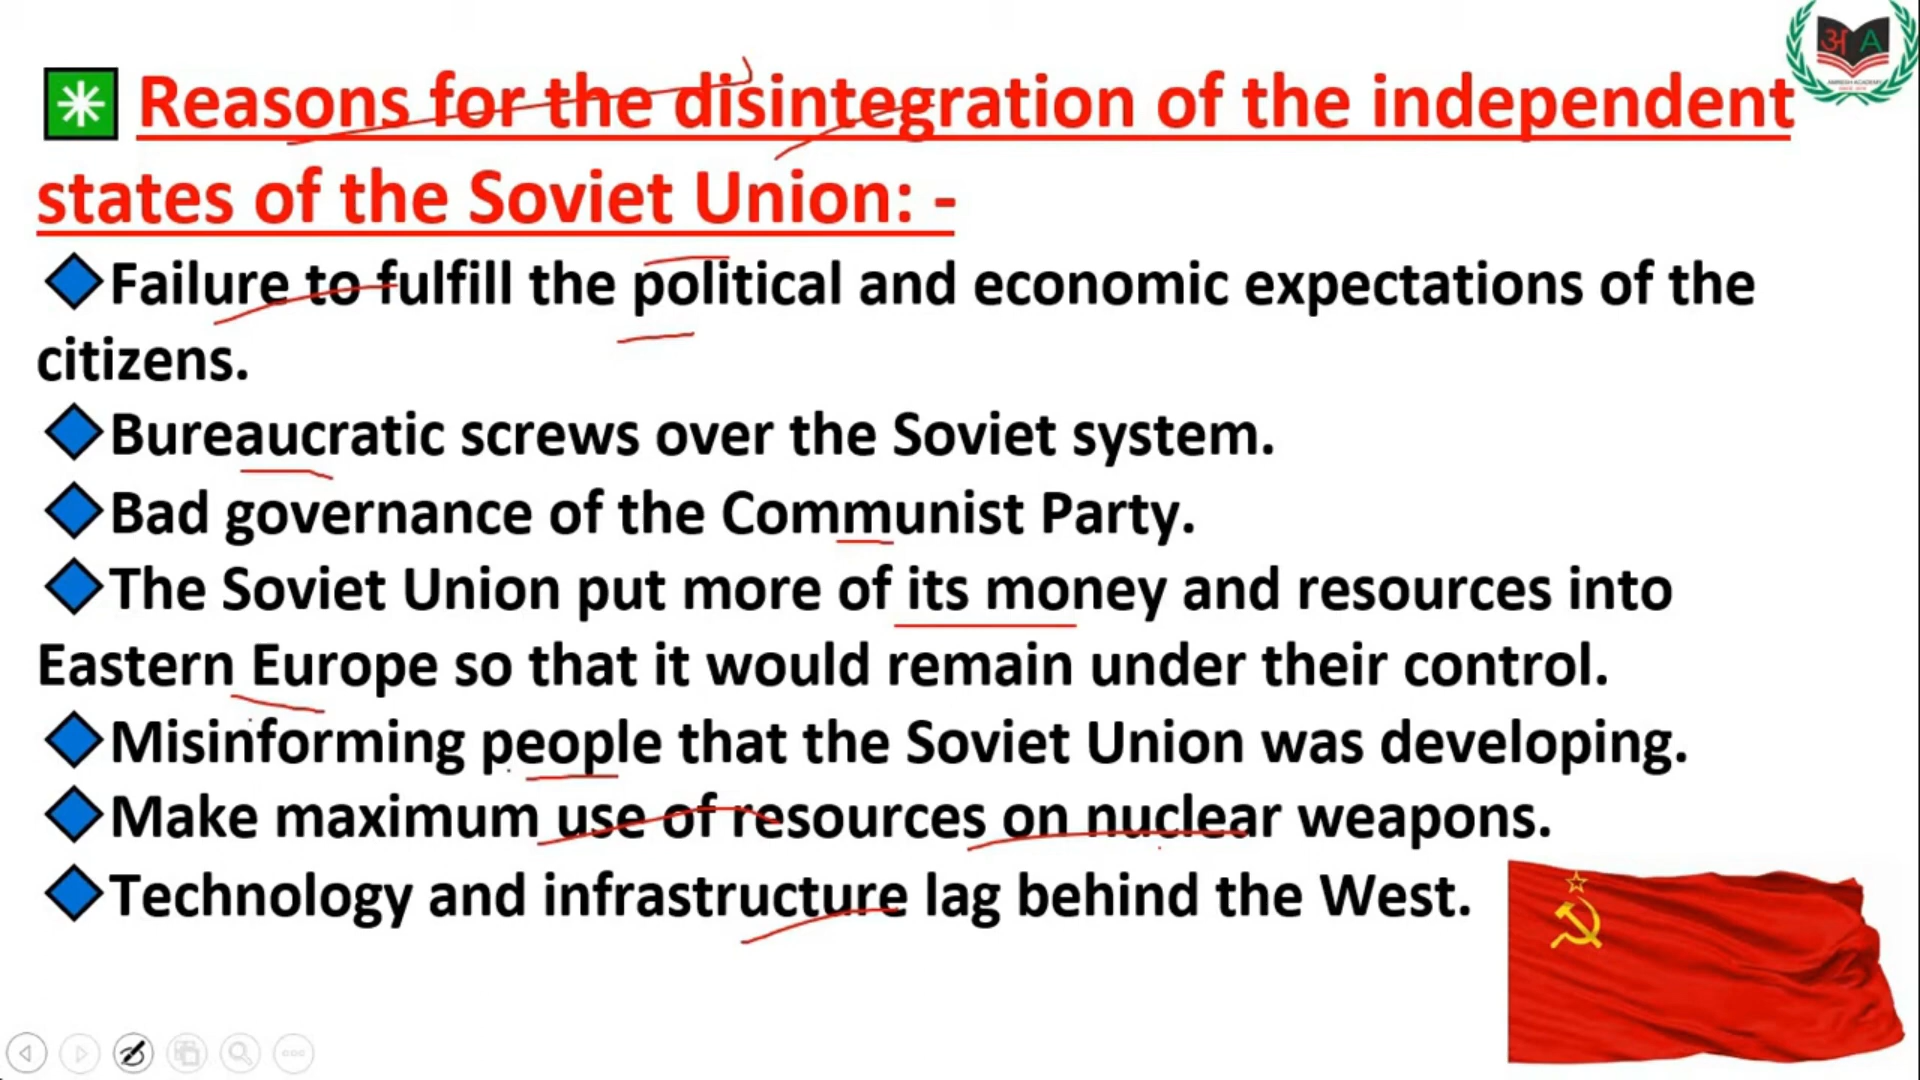 Reasons for the disintegration of the independent
states of the Soviet Union: -
Failure to fulfill the political and economic expectations of the
citizens.
Bureaucratic screws over the Soviet system.
Bad governance of the Communist Party.
The Soviet Union put more of its money and resources into
Eastern Europe so that it would remain under their control.
Misinforming people that the Soviet Union was developing.
Make maximum use of resources on nuclear weapons.
Technology and infrastructure lag behind the West.
अ A